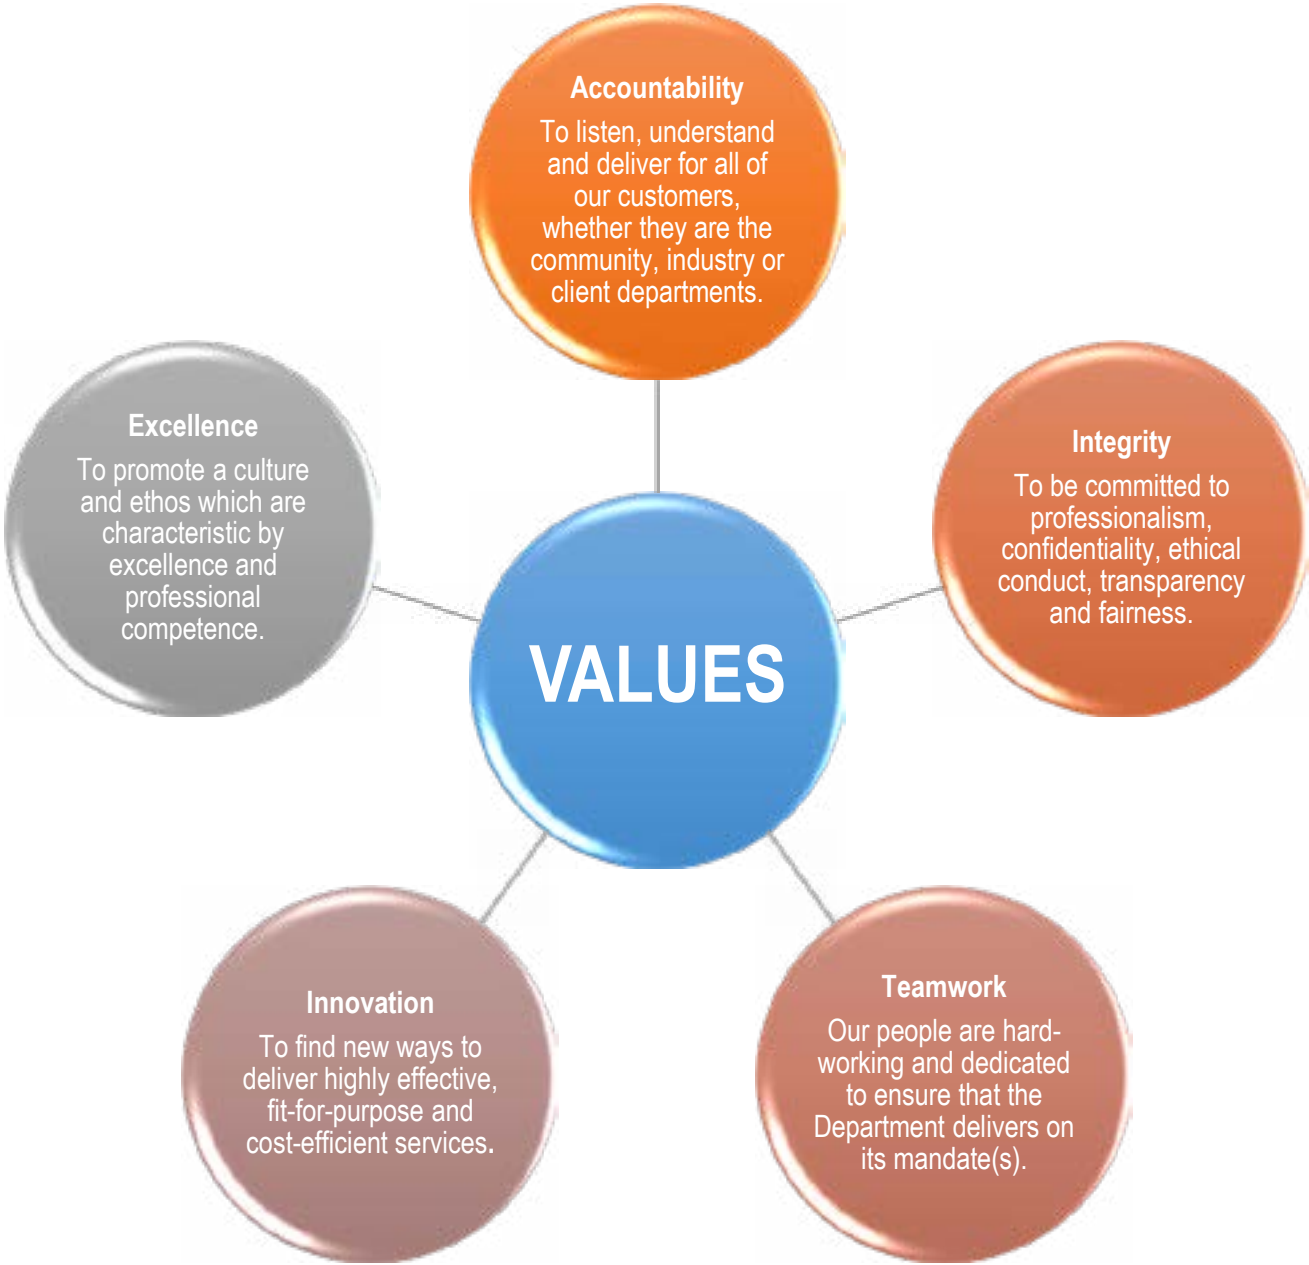 Accountability
To listen, understand
and deliver for all of
our customers,
whether they are the
community, industry or
client departments.
Excellence
To promote a culture
and ethos which are
characteristic by
excellence and
professional
competence.
Integrity
To be committed to
professionalism,
confidentiality, ethical
conduct, transparency
and fairness.
VALUES
Innovation
To find new ways to
deliver highly effective,
fit-for-purpose and
cost-efficient services.
Teamwork
Our people are hard-
working and dedicated
to ensure that the
Department delivers on
its mandate(s).